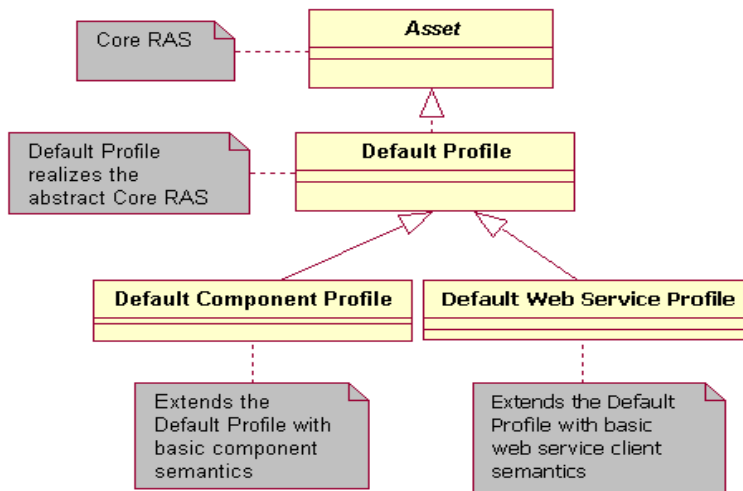 Core RAS
Asset
Default Profile
realizes the
abstract Core RAS
Default Profile
Default Component Profile
Default Web Service Profile
Extends the
Default Profile with
basic component
semantics
Extends the Default
Profile with basic
web service client
semantics